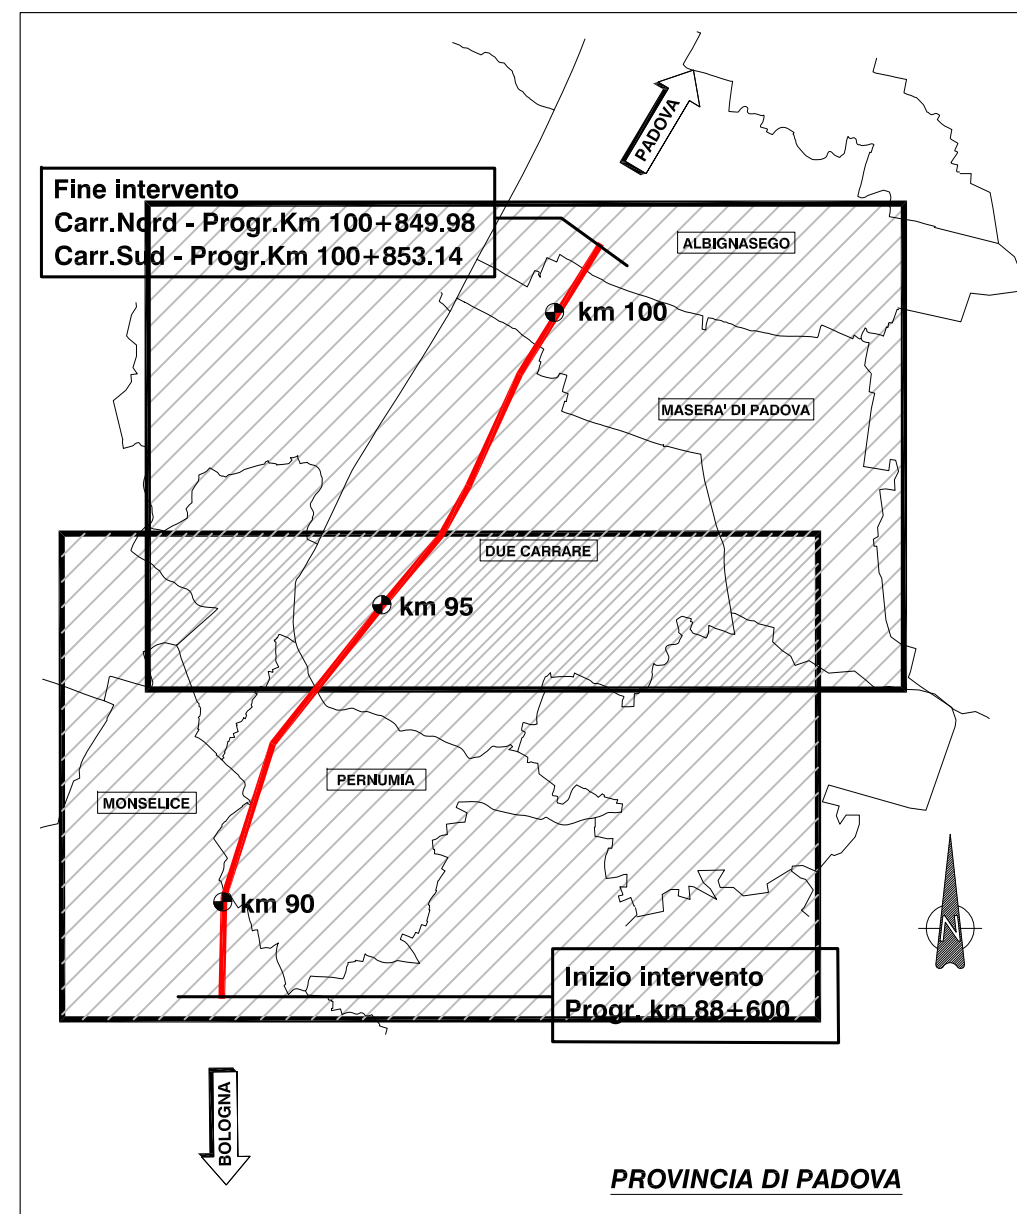 PADOVA
Fine intervento
Carr.Nord - Progr.Km 100+849.98
Carr.Sud - Progr.Km 100+853.14
ALBIGNASEGO
km 100
MASERA' DI PADOVA
DUE CARRARE
km 95
PERNUMIA
MONSELICE
km 90
N
Inizio intervento
Progr. km 88+600
BOLOGNA
PROVINCIA DI PADOVA